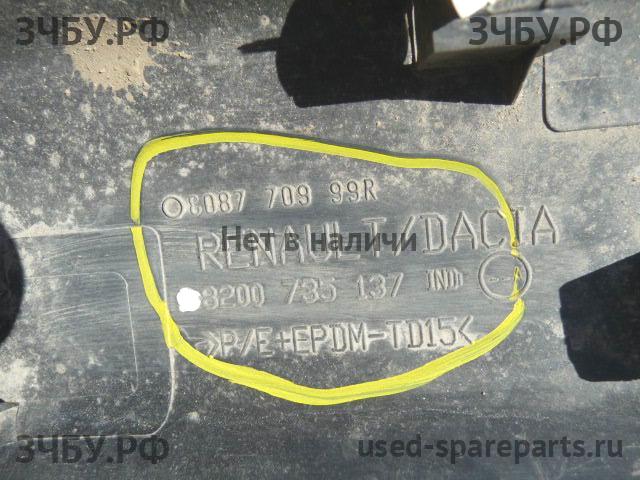 ЗЧБУ.РФ ЗЧБУ.РФ
8087 709 99R
RENAULT/DACIA
Нет в наличии
8200 735 137 IND
>P/E+EPDM-TD15<
ЗЧБУ.РФ used-spareparts.ru